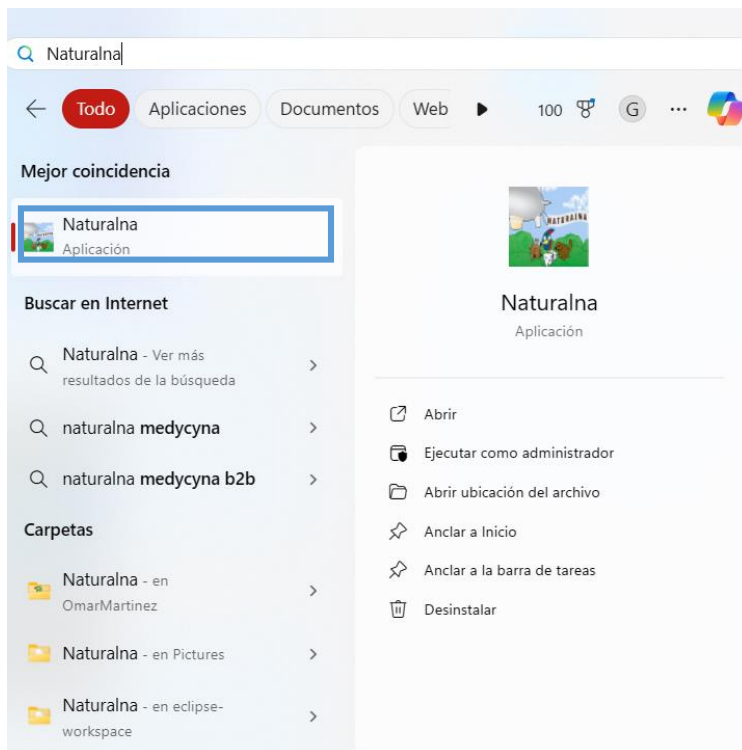 Naturalna
Todo Aplicaciones Documentos Web 100 G ...
Mejor coincidencia
Naturalna
Aplicación
Buscar en Internet
Naturalna - Ver más
resultados de la búsqueda
naturalna medycyna
naturalna medycyna b2b
Carpetas
Naturalna - en
OmarMartinez
Naturalna - en Pictures
Naturalna - en eclipse-
workspace
NATURALNA
Naturalna
Aplicación
Abrir
Ejecutar como administrador
Abrir ubicación del archivo
Anclar a Inicio
Anclar a la barra de tareas
Desinstalar